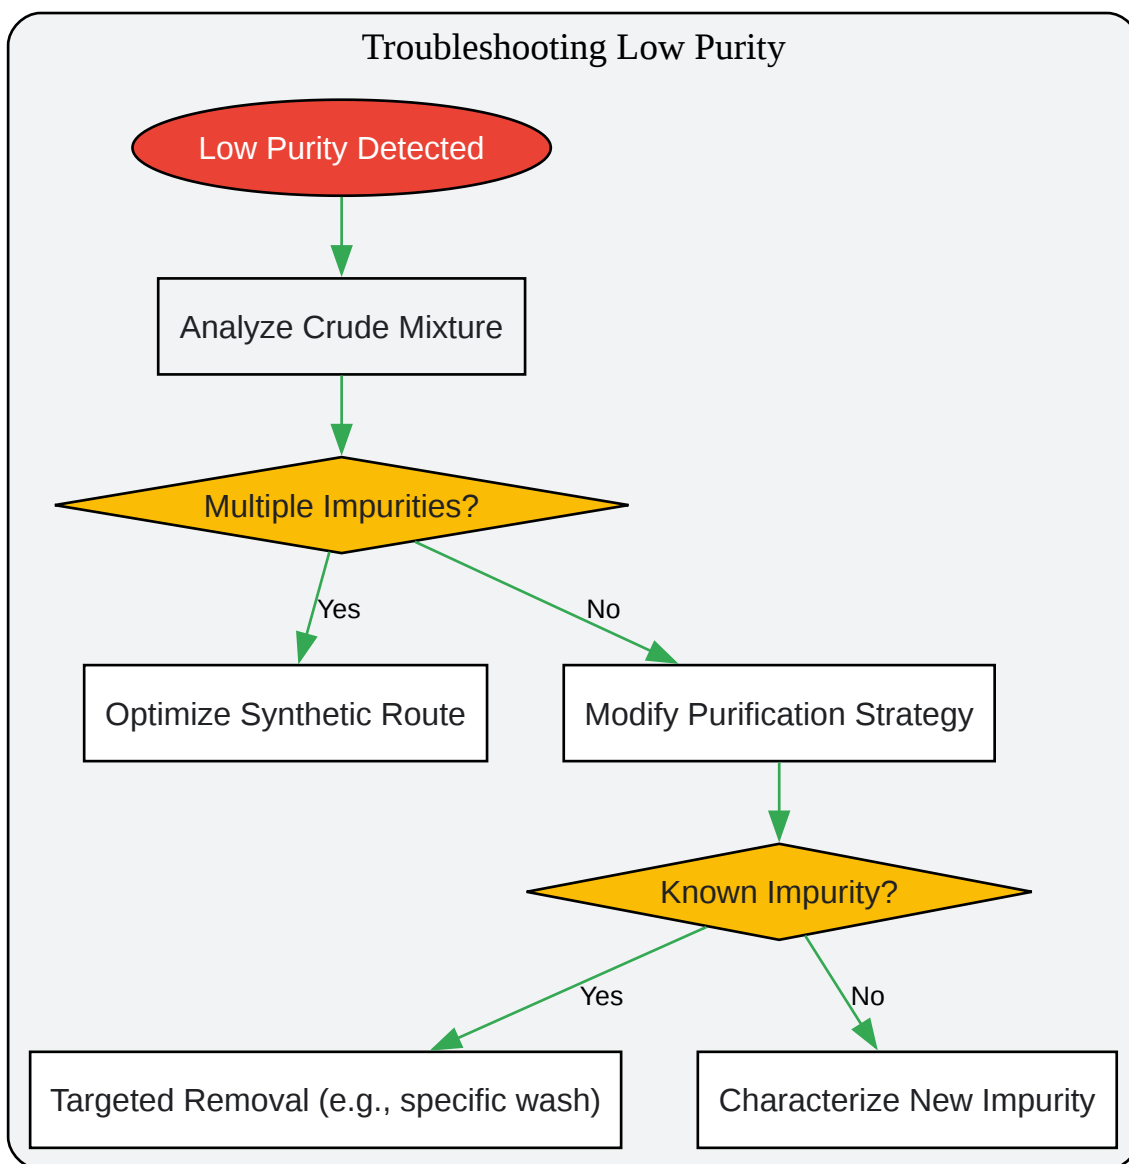 Troubleshooting Low Purity
Low Purity Detected
Analyze Crude Mixture
Multiple Impurities?
Yes
No
Optimize Synthetic Route
Modify Purification Strategy
Known Impurity?
Yes
No
Targeted Removal (e.g., specific wash)
Characterize New Impurity